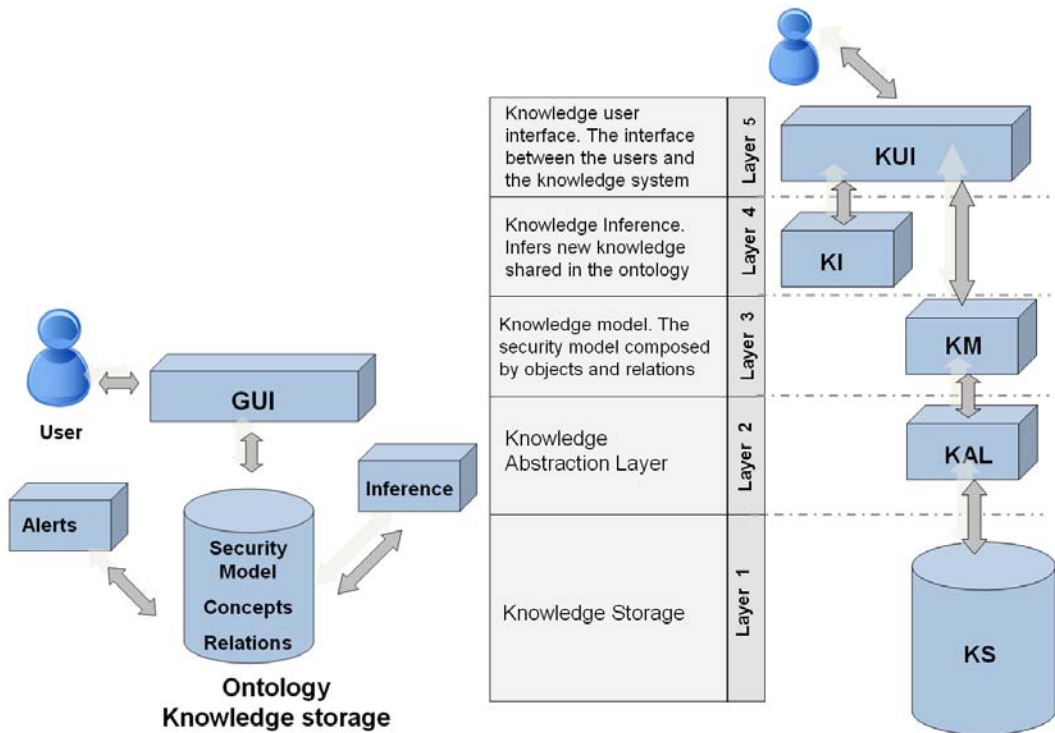 User
GUI
Alerts
Inference
Security
Model
Concepts
Relations
Ontology
Knowledge storage
Knowledge user
interface. The interface
between the users and
the knowledge system
Layer 5
KUI
Knowledge Inference.
Infers new knowledge
shared in the ontology
Layer 4
KI
Knowledge model. The
security model composed
by objects and relations
Layer 3
KM
Knowledge
Abstraction Layer
Layer 2
KAL
Knowledge Storage
Layer 1
KS